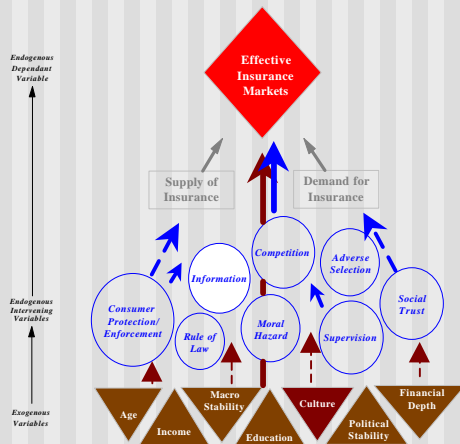 Endogenous
Dependant
Variable
Effective
Insurance
Markets
Supply of
Insurance
Demand for
Insurance
Competition
Information
Adverse
Selection
Endogenous
Intervening
Variables
Consumer
Protection/
Enforcement
Rule of
Law
Moral
Hazard
Supervision
Social
Trust
Exogenous
Variables
Age
Income
Macro
Stability
Education
Culture
Political
Stability
Financial
Depth